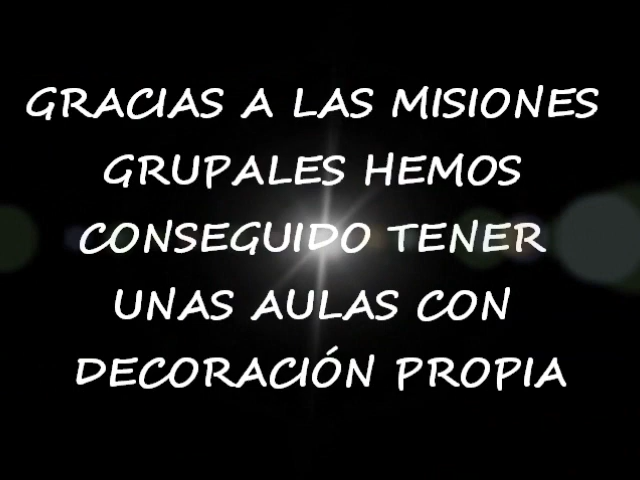 GRACIAS A LAS MISIONES
GRUPALES HEMOS
CONSEGUIDO TENER
UNAS AULAS CON
DECORACIÓN PROPIA